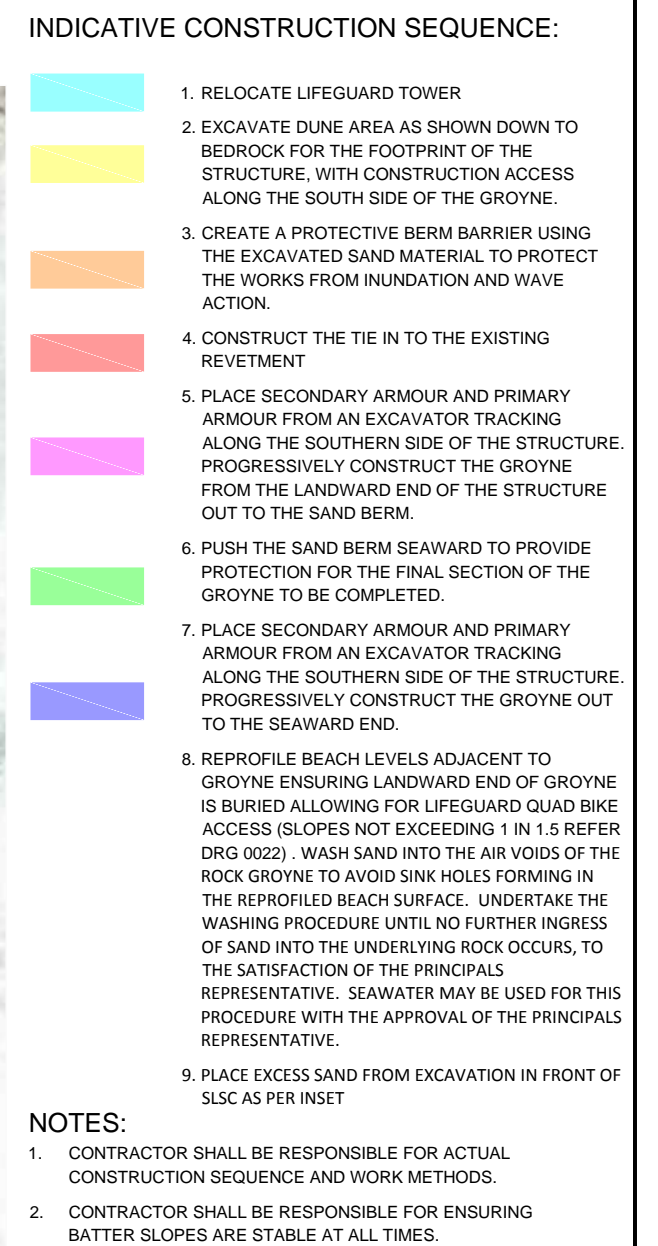 INDICATIVE CONSTRUCTION SEQUENCE:
1. RELOCATE LIFEGUARD TOWER
2. EXCAVATE DUNE AREA AS SHOWN DOWN TO
BEDROCK FOR THE FOOTPRINT OF THE
STRUCTURE, WITH CONSTRUCTION ACCESS
ALONG THE SOUTH SIDE OF THE GROYNE.
3. CREATE A PROTECTIVE BERM BARRIER USING
THE EXCAVATED SAND MATERIAL TO PROTECT
THE WORKS FROM INUNDATION AND WAVE
ACTION.
4. CONSTRUCT THE TIE IN TO THE EXISTING
REVETMENT
5. PLACE SECONDARY ARMOUR AND PRIMARY
ARMOUR FROM AN EXCAVATOR TRACKING
ALONG THE SOUTHERN SIDE OF THE STRUCTURE.
PROGRESSIVELY CONSTRUCT THE GROYNE
FROM THE LANDWARD END OF THE STRUCTURE
OUT TO THE SAND BERM.
6. PUSH THE SAND BERM SEAWARD TO PROVIDE
PROTECTION FOR THE FINAL SECTION OF THE
GROYNE TO BE COMPLETED.
7. PLACE SECONDARY ARMOUR AND PRIMARY
ARMOUR FROM AN EXCAVATOR TRACKING
ALONG THE SOUTHERN SIDE OF THE STRUCTURE.
PROGRESSIVELY CONSTRUCT THE GROYNE OUT
TO THE SEAWARD END.
8. REPROFILE BEACH LEVELS ADJACENT TO
GROYNE ENSURING LANDWARD END OF GROYNE
IS BURIED ALLOWING FOR LIFEGUARD QUAD BIKE
ACCESS (SLOPES NOT EXCEEDING 1 IN 1.5 REFER
DRG 0022) . WASH SAND INTO THE AIR VOIDS OF THE
ROCK GROYNE TO AVOID SINK HOLES FORMING IN
THE REPROFILED BEACH SURFACE. UNDERTAKE THE
WASHING PROCEDURE UNTIL NO FURTHER INGRESS
OF SAND INTO THE UNDERLYING ROCK OCCURS, TO
THE SATISFACTION OF THE PRINCIPALS
REPRESENTATIVE. SEAWATER MAY BE USED FOR THIS
PROCEDURE WITH THE APPROVAL OF THE PRINCIPALS
REPRESENTATIVE.
9. PLACE EXCESS SAND FROM EXCAVATION IN FRONT OF
SLSC AS PER INSET
NOTES:
1. CONTRACTOR SHALL BE RESPONSIBLE FOR ACTUAL
CONSTRUCTION SEQUENCE AND WORK METHODS.
2. CONTRACTOR SHALL BE RESPONSIBLE FOR ENSURING
BATTER SLOPES ARE STABLE AT ALL TIMES.